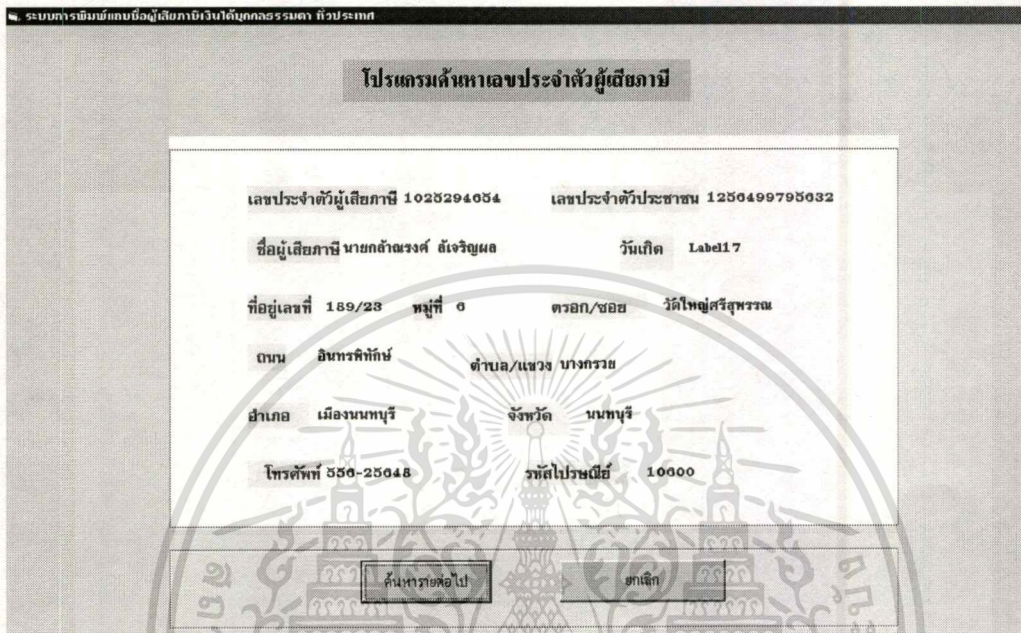 ระบบการพิมพ์แถบชื่อผู้เสียภาษีเงินได้บุคคลธรรมดา ทั่วประเทศ
โปรแกรมค้นหาเลขประจำตัวผู้เสียภาษี
เลขประจำตัวผู้เสียภาษี 1025294654 เลขประจำตัวประชาชน 1256499795632
ชื่อผู้เสียภาษี นายกล้าณรงค์ ล้เจริญผล วันเกิด Label17
ที่อยู่เลขที่ 189/23 หมู่ที่ 6 ตรอก/ซอย วัดใหญ่ศรีสุพรรณ
ถนน อินทรพิทักษ์ ตำบล/แขวง บางกรวย
อำเภอ เมืองนนทบุรี จังหวัด นนทบุรี
โทรศัพท์ 556-25648 รหัสไปรษณีย์ 10600
ค้นหารายต่อไป ยกเลิก